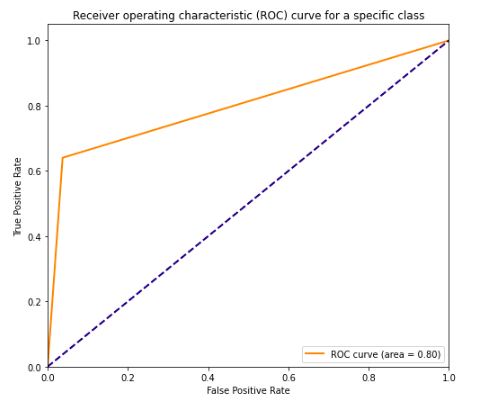 Receiver operating characteristic (ROC) curve for a specific class
1.0
0.8
0.6
0.4
0.2
0.0
True Positive Rate
ROC curve (area = 0.80)
0.0 0.2 0.4 0.6 0.8 1.0
False Positive Rate